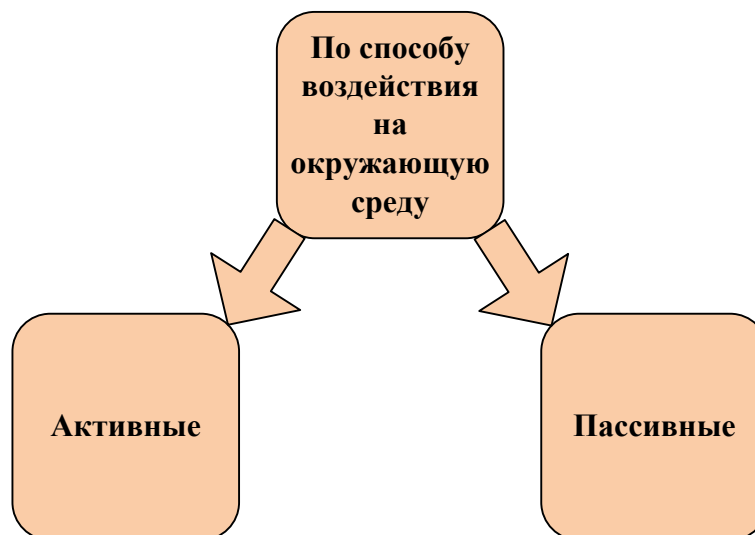 По способу
воздействия
на
окружающую
среду
Активные
Пассивные